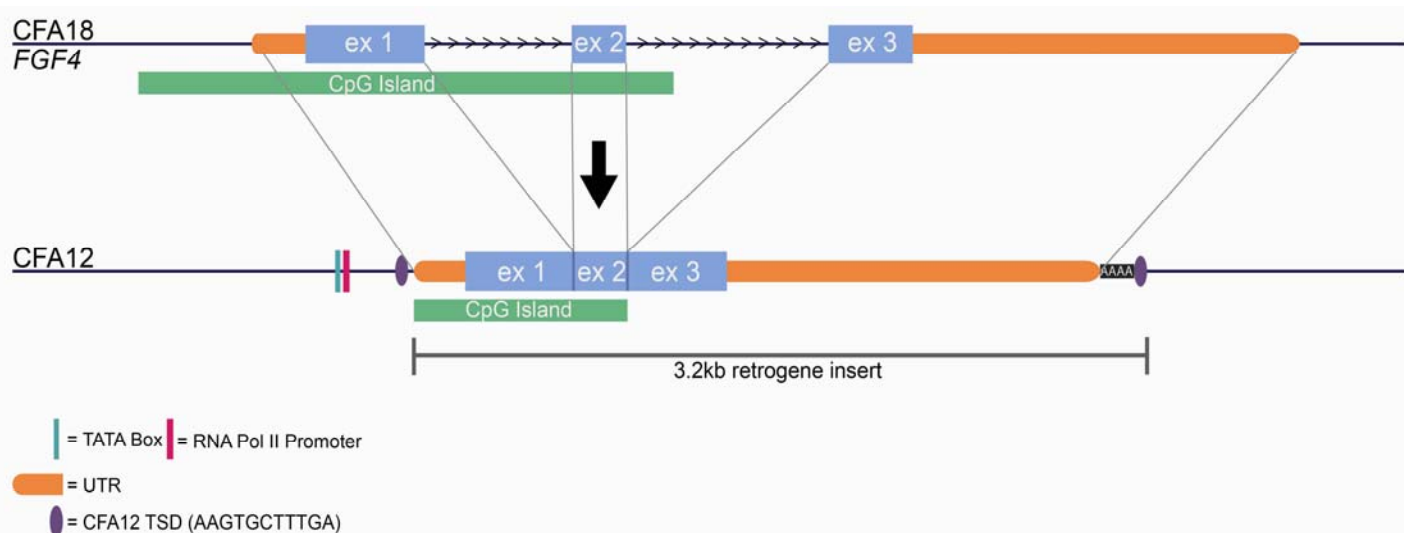 CFA18
FGF4
ex 1
ex 2
ex 3
CpG Island
CFA12
ex 1
ex 2
ex 3
AAAA
CpG Island
3.2kb retrogene insert
= TATA Box
= RNA Pol II Promoter
= UTR
= CFA12 TSD (AAGTGCTTTGA)